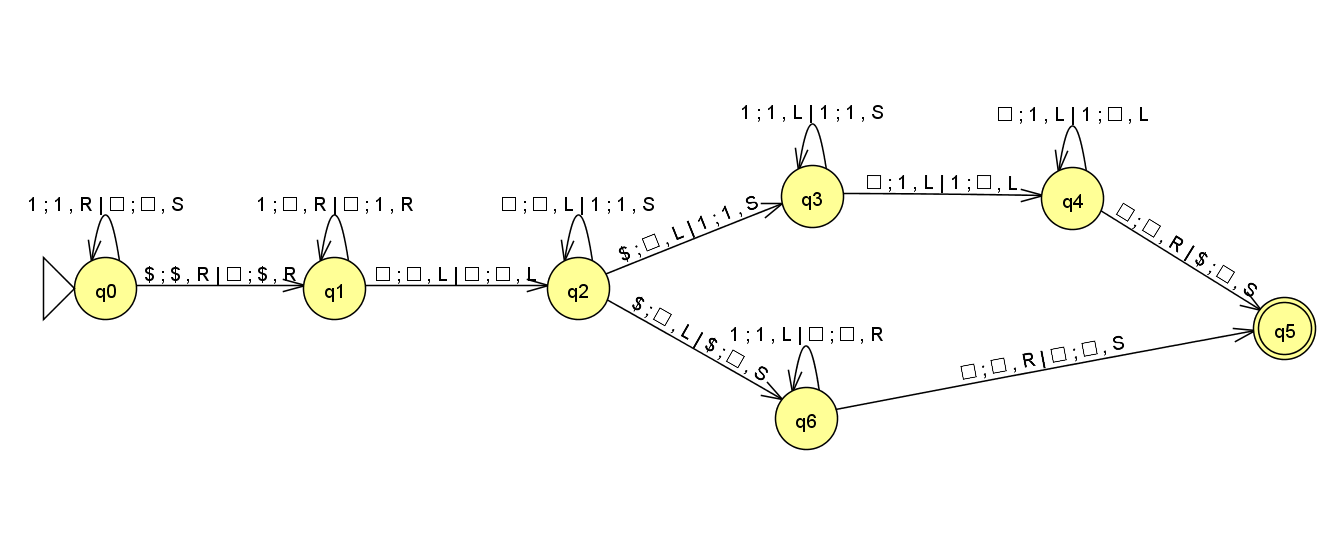 1 ; 1 , L | 1 ; 1 , S
□ ; 1 , L | 1 ; □ , L
1 ; 1 , R | □ ; □ , S
1 ; □ , R | □ ; 1 , R
□ ; □ , L | 1 ; 1 , S
$ ; □ , L | 1 ; 1 , S
q3
□ ; 1 , L | 1 ; □ , L
q4
□ ; □ , R | $ ; □ , S
q0
$ ; $ , R | □ ; $ , R
q1
□ ; □ , L | □ ; □ , L
q2
$ ; □ , L | $ ; □ , S
1 ; 1 , L | □ ; □ , R
q5
□ ; □ , R | □ ; □ , S
q6